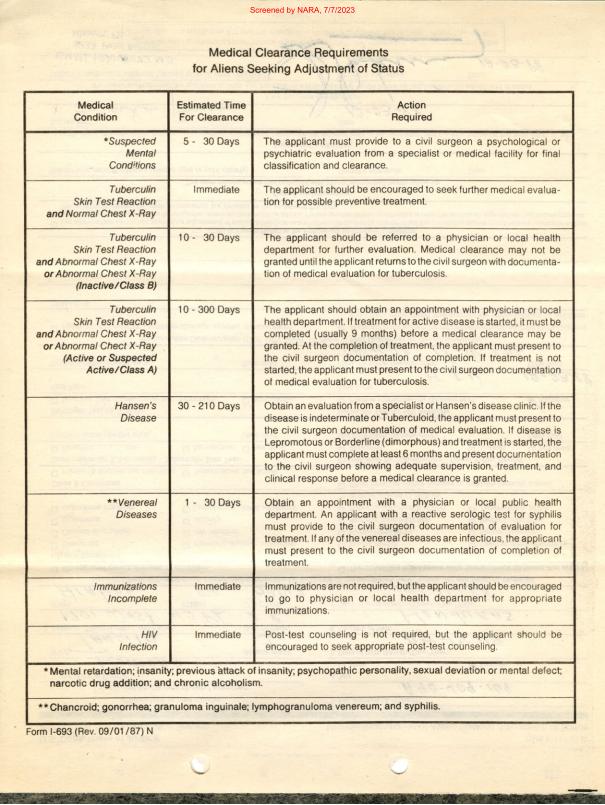 Screened by NARA, 7/7/2023
Medical Clearance Requirements
for Aliens Seeking Adjustment of Status
Medical
Condition
Estimated Time
For Clearance
Action
Required
*Suspected
Mental
Conditions
5 - 30 Days
The applicant must provide to a civil surgeon a psychological or
psychiatric evaluation from a specialist or medical facility for final
classification and clearance.
Tuberculin
Skin Test Reaction
and Normal Chest X-Ray
Immediate
The applicant should be encouraged to seek further medical evalua-
tion for possible preventive treatment.
Tuberculin
Skin Test Reaction
and Abnormal Chest X-Ray
or Abnormal Chest X-Ray
(Inactive/Class B)
10 - 30 Days
The applicant should be referred to a physician or local health
department for further evaluation. Medical clearance may not be
granted until the applicant returns to the civil surgeon with documenta-
tion of medical evaluation for tuberculosis.
Tuberculin
Skin Test Reaction
and Abnormal Chest X-Ray
or Abnormal Chect X-Ray
(Active or Suspected
Active/Class A)
10 - 300 Days
The applicant should obtain an appointment with physician or local
health department. If treatment for active disease is started, it must be
completed (usually 9 months) before a medical clearance may be
granted. At the completion of treatment, the applicant must present to
the civil surgeon documentation of completion. If treatment is not
started, the applicant must present to the civil surgeon documentation
of medical evaluation for tuberculosis.
Hansen's
Disease
30 - 210 Days
Obtain an evaluation from a specialist or Hansen's disease clinic. If the
disease is indeterminate or Tuberculoid, the applicant must present to
the civil surgeon documentation of medical evaluation. If disease is
Lepromotous or Borderline (dimorphous) and treatment is started, the
applicant must complete at least 6 months and present documentation
to the civil surgeon showing adequate supervision, treatment, and
clinical response before a medical clearance is granted.
**Venereal
Diseases
1 - 30 Days
Obtain an appointment with a physician or local public health
department. An applicant with a reactive serologic test for syphilis
must provide to the civil surgeon documentation of evaluation for
treatment. If any of the venereal diseases are infectious, the applicant
must present to the civil surgeon documentation of completion of
treatment.
Immunizations
Incomplete
Immediate
Immunizations are not required, but the applicant should be encouraged
to go to physician or local health department for appropriate
immunizations.
HIV
Infection
Immediate
Post-test counseling is not required, but the applicant should be
encouraged to seek appropriate post-test counseling.
*Mental retardation; insanity; previous attack of insanity; psychopathic personality, sexual deviation or mental defect;
narcotic drug addition; and chronic alcoholism.
**Chancroid; gonorrhea; granuloma inguinale; lymphogranuloma venereum; and syphilis.
Form I-693 (Rev. 09/01/87) N